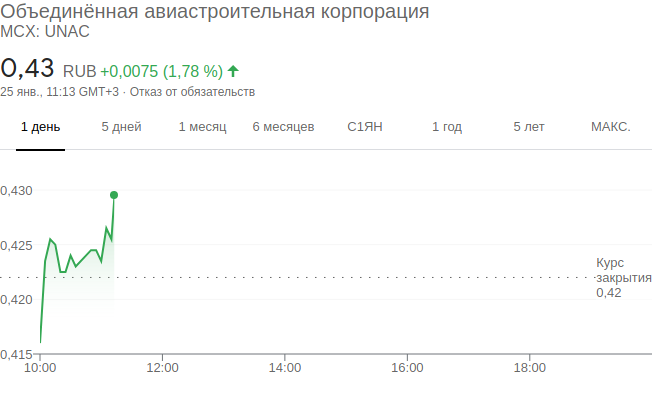 Объединённая авиастроительная корпорация
MCX: UNAC
0,43 RUB +0,0075 (1,78 %)
25 янв., 11:13 GMT+3 · Отказ от обязательств
1 день 5 дней 1 месяц 6 месяцев С1ЯН 1 год 5 лет МАКС.
0,430
0,425
Курс
закрытия
0,42
0,420
0,415
10:00 12:00 14:00 16:00 18:00